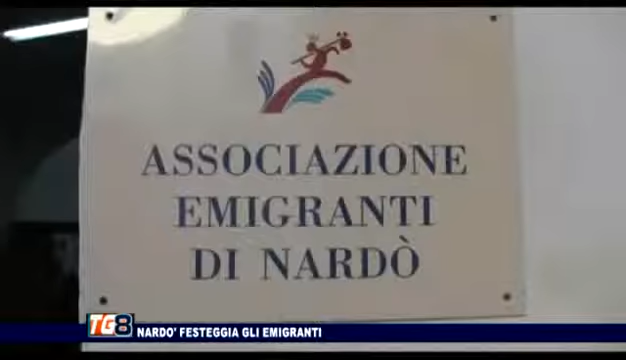 ASSOCIAZIONE
EMIGRANTI
DI NARDÒ
TG8 NARDO' FESTEGGIA GLI EMIGRANTI